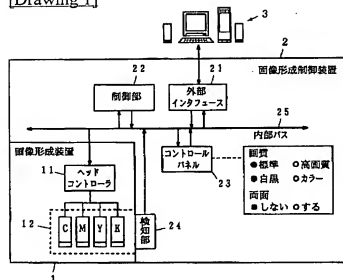 [Drawing 1]
3
2
画像形成制御装置
22
制御部
21
外部
インタフェース
25
内部バス
画像形成装置
11
ヘッド
コントローラ
12
C M Y K
検知部
24
コントロール
パネル
23
画質
●標準 ○高画質
●白黒 ○カラー
両面
●しない ○する
1